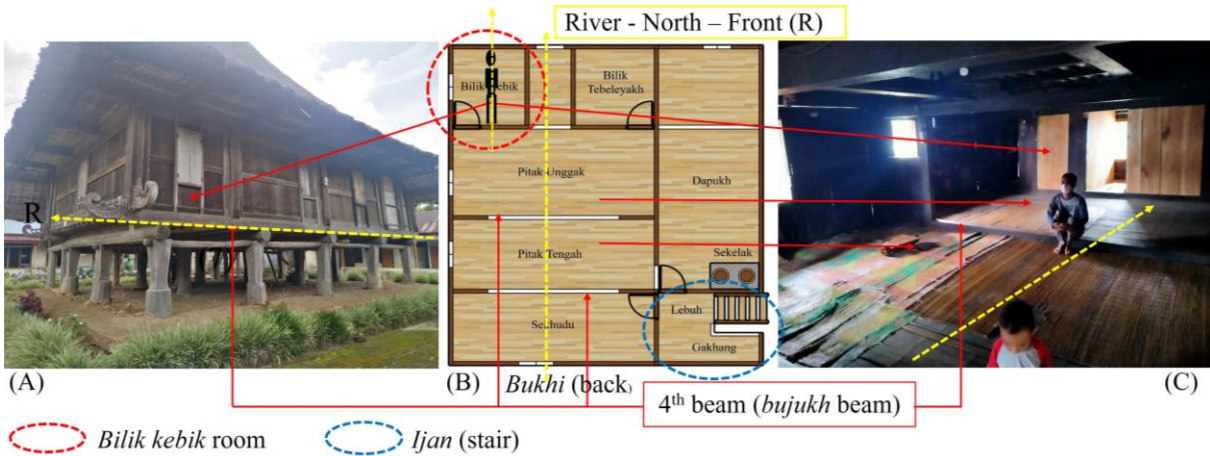 River - North – Front (R)
R
Bilik Kebik
Bilik
Tebeleyakh
Pitak Unggak
Dapukh
Pitak Tengah
Sekelak
Lebuh
Sekhudu
Gakhang
(A)
(B)
Bukhi (back)
(C)
4th beam (bujukh beam)
Bilik kebik room
Ijan (stair)